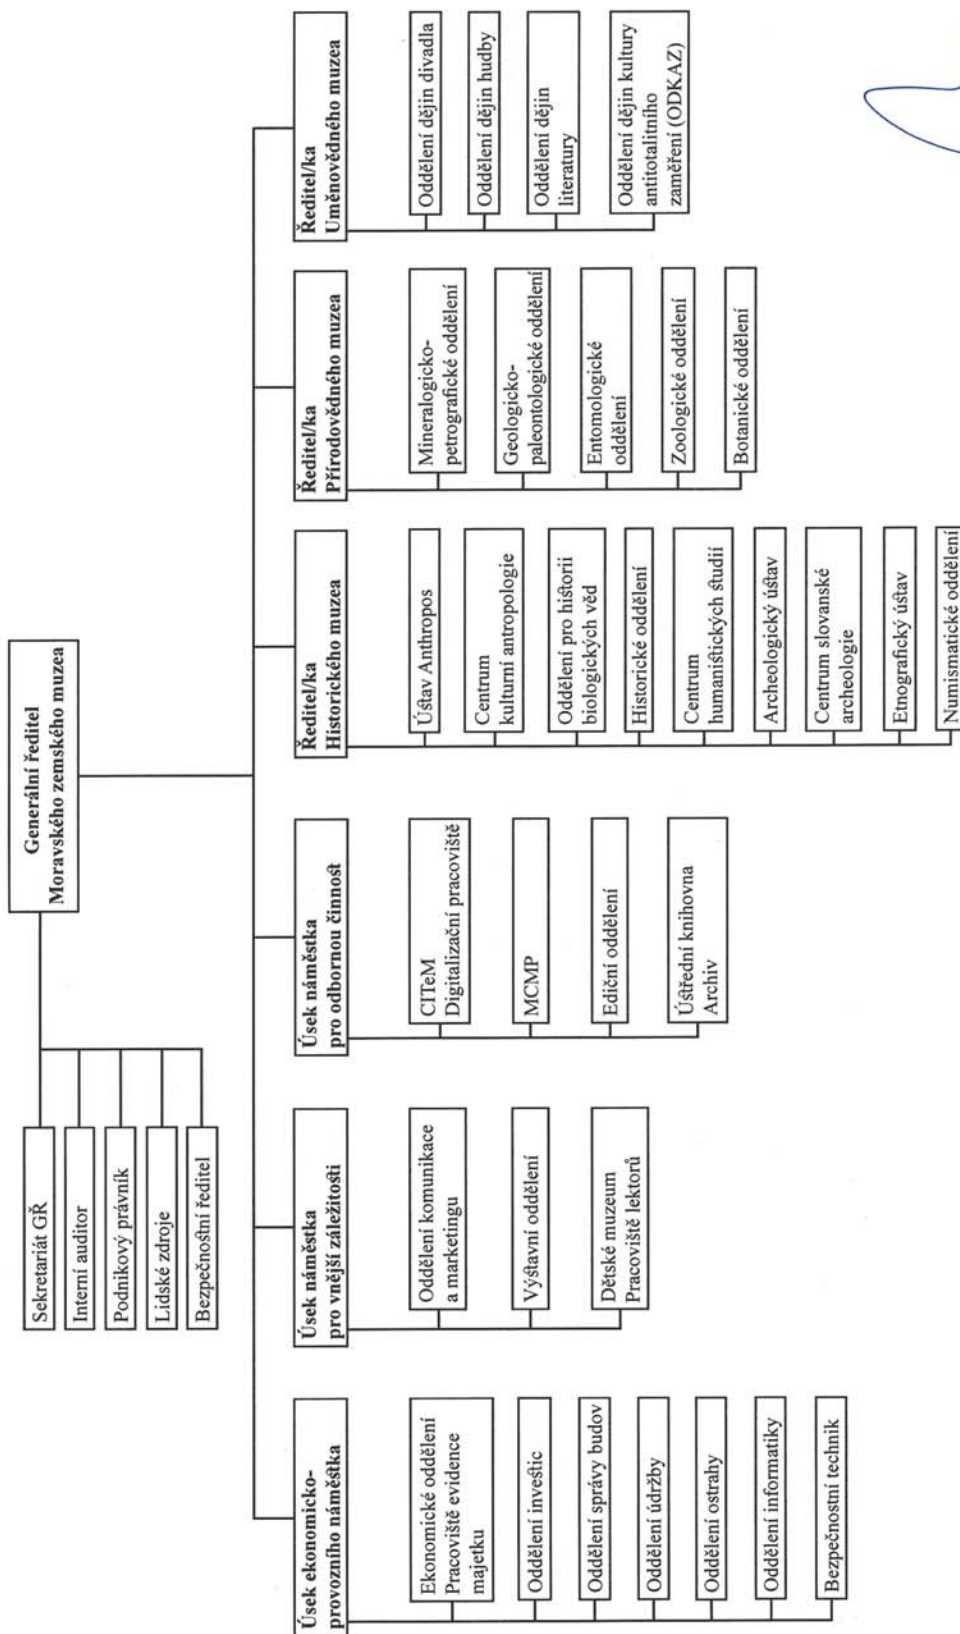 Generální ředitel
Moravského zemského muzea
Sekretariát GŘ
Interní auditor
Podnikový právník
Lidské zdroje
Bezpečnostní ředitel
Úsek ekonomicko-
provozního náměstka
Ekonomické oddělení
Pracoviště evidence
majetku
Oddělení investic
Oddělení správy budov
Oddělení údržby
Oddělení ostrahy
Oddělení informatiky
Bezpečnostní technik
Úsek náměstka
pro vnější záležitosti
Oddělení komunikace
a marketingu
Výstavní oddělení
Dětské muzeum
Pracoviště lektorů
Úsek náměstka
pro odbornou činnost
CITeM
Digitalizační pracoviště
MCMP
Ediční oddělení
Ústřední knihovna
Archiv
Ředitel/ka
Historického muzea
Ústav Anthropos
Centrum
kulturní antropologie
Oddělení pro historii
biologických věd
Historické oddělení
Centrum
humanistických studií
Archeologický ústav
Centrum slovanské
archeologie
Etnografický ústav
Numismatické oddělení
Ředitel/ka
Přírodovědného muzea
Mineralogicko-
petrografické oddělení
Geologicko-
paleontologické oddělení
Entomologické
oddělení
Zoologické oddělení
Botanické oddělení
Ředitel/ka
Uměnovědného muzea
Oddělení dějin divadla
Oddělení dějin hudby
Oddělení dějin
literatury
Oddělení dějin kultury
antitotalitního
zaměření (ODKAZ)